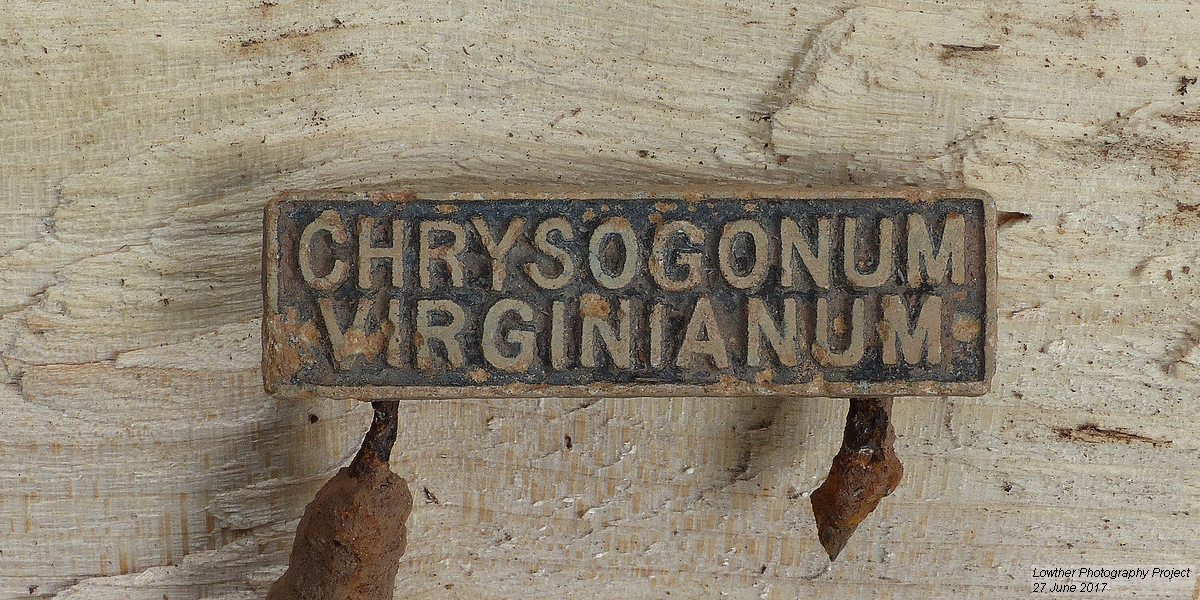 CHRYSOGONUM
VIRGINIANUM
Lowther Photography Project
27 June 2017